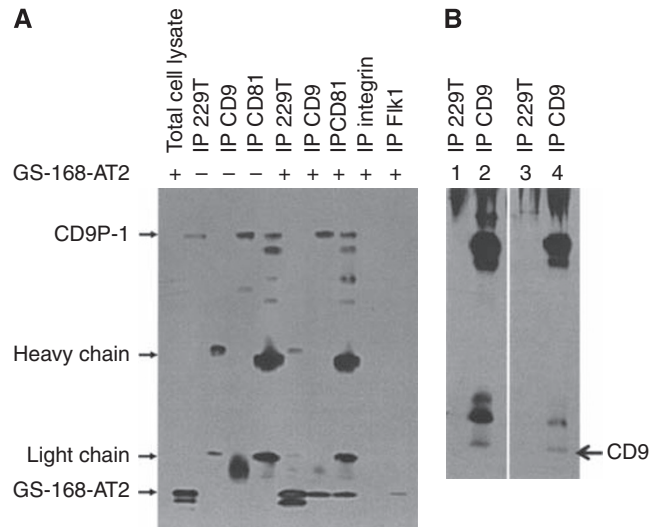 A
Total cell lysate
IP 229T
IP CD9
IP CD81
IP 229T
IP CD9
IPCD81
IP integrin
IP Flk1
GS-168-AT2 + – – – + + + + +
CD9P-1
Heavy chain
Light chain
GS-168-AT2
B
IP 229T
IP CD9
IP 229T
IP CD9
1 2 3 4
CD9